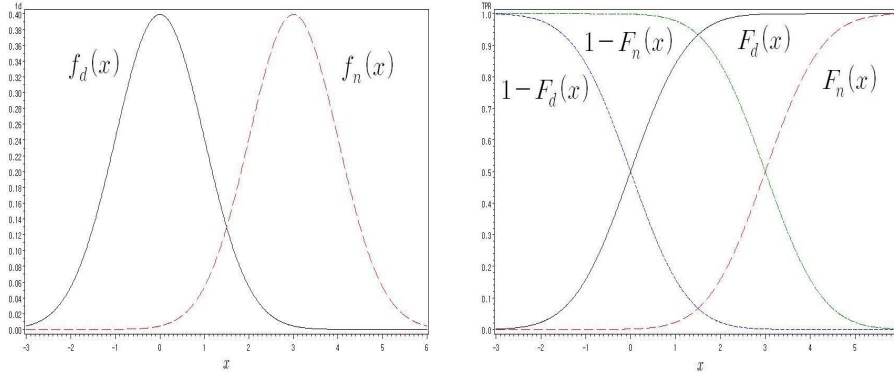 fd
0.40
0.38
0.36
0.34
0.32
0.30
0.28
0.26
0.24
0.22
0.20
0.18
0.16
0.14
0.12
0.10
0.08
0.06
0.04
0.02
0.00
f_d(x)
f_n(x)
-3 -2 -1 0 1 2 3 4 5 6
x
TPR
1.0
0.9
0.8
0.7
0.6
0.5
0.4
0.3
0.2
0.1
0.0
1−F_n(x)
F_d(x)
1−F_d(x)
F_n(x)
-3 -2 -1 0 1 2 3 4 5
x